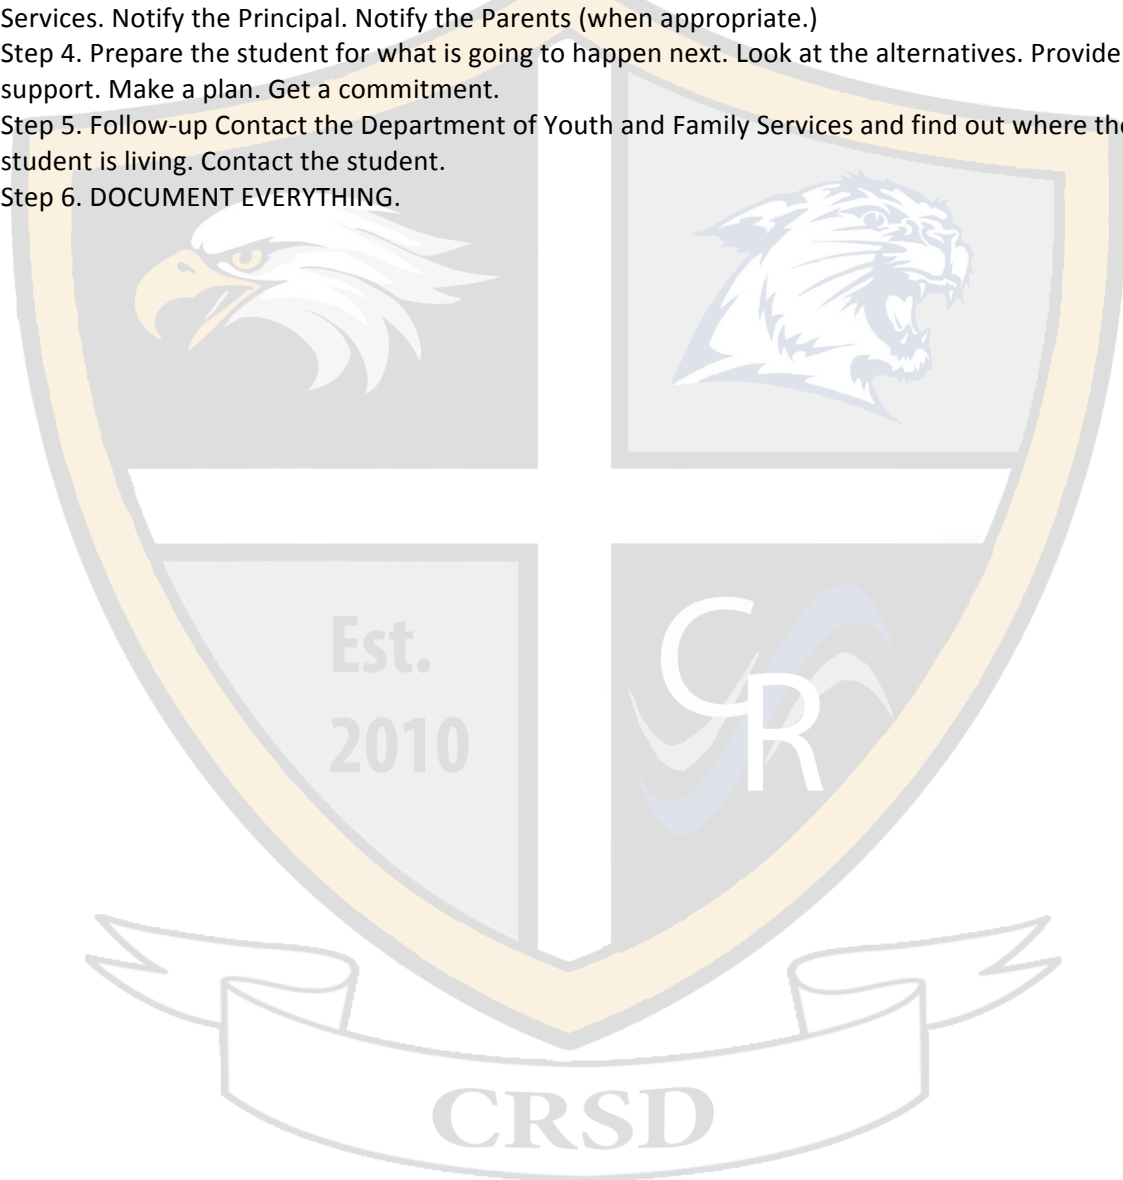 Services. Notify the Principal. Notify the Parents (when appropriate.)
Step 4. Prepare the student for what is going to happen next. Look at the alternatives. Provide
support. Make a plan. Get a commitment.
Step 5. Follow-up Contact the Department of Youth and Family Services and find out where the
student is living. Contact the student.
Step 6. DOCUMENT EVERYTHING.
Est.
2010
CR
CRSD